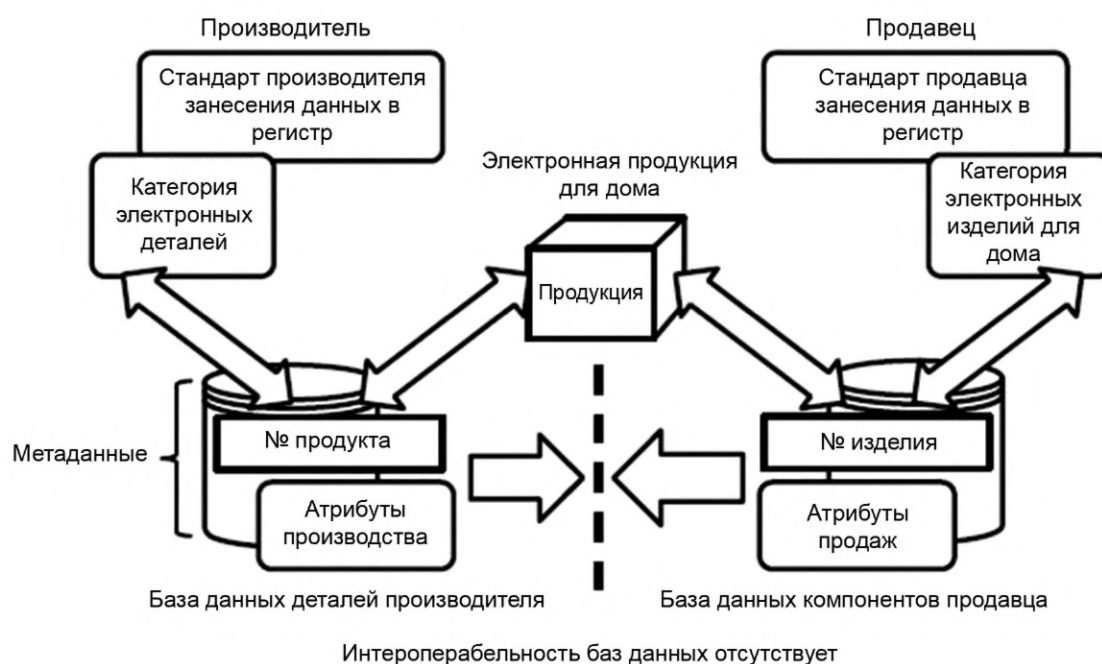 Производитель
Стандарт производителя
занесения данных в
регистр
Категория
электронных
деталей
Продавец
Стандарт продавца
занесения данных в
регистр
Категория
электронных
изделий для
дома
Электронная продукция
для дома
Продукция
Метаданные
№ продукта
Атрибуты
производства
№ изделия
Атрибуты
продаж
База данных деталей производителя
База данных компонентов продавца
Интероперабельность баз данных отсутствует